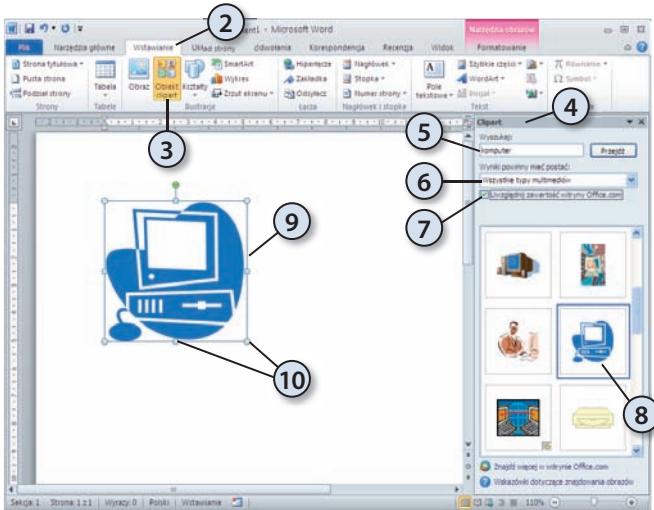 2
Microsoft Word
Narzędzia obrazów
Plik Narzędzia główne Wstawianie Układ strony Odwołania Korespondencja Recenzja Widok Formatowanie
Strona tytułowa
Pusta strona
Podział strony
Strony
Tabela
Tabele
Obraz
Obiekt clipart
Kształty
SmartArt
Wykres
Zrzut ekranu
Ilustracje
Hiperłącze
Zakładka
Odsyłacz
Łącza
Nagłówek
Stopka
Numer strony
Nagłówek i stopka
Pole tekstowe
Szybkie części
WordArt
Inicjał
Tekst
Równanie
Symbol
3
Clipart
4
Wyszukaj:
5
komputer
Przejdź
Wyniki powinny mieć postać:
6
Wszystkie typy multimediów
7
Uwzględnij zawartość witryny Office.com
9
10
8
Znajdź więcej w witrynie Office.com
Wskazówki dotyczące znajdowania obrazów
Sekcja: 1 Strona: 1 z 1 Wyrazy: 0 Polski Wstawianie 110%